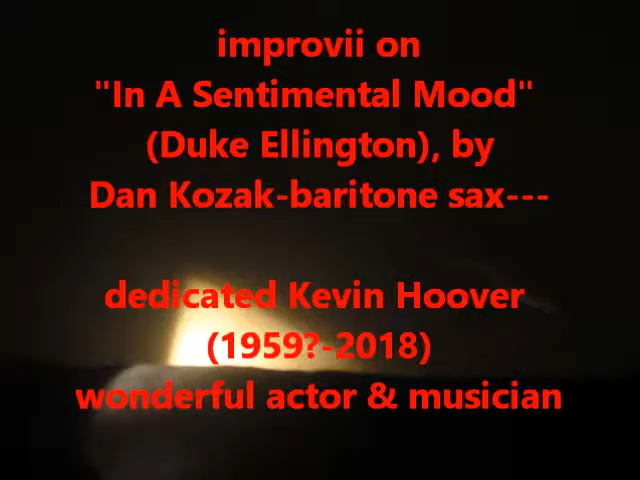 improvii on
"In A Sentimental Mood"
(Duke Ellington), by
Dan Kozak-baritone sax---
dedicated Kevin Hoover
(1959?-2018)
wonderful actor & musician